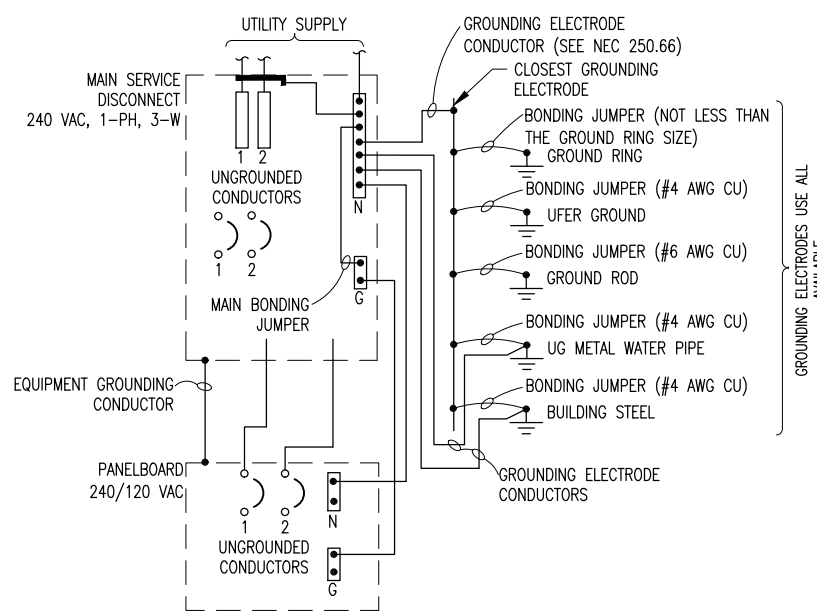 UTILITY SUPPLY
GROUNDING ELECTRODE
CONDUCTOR (SEE NEC 250.66)
CLOSEST GROUNDING
ELECTRODE
MAIN SERVICE
DISCONNECT
240 VAC, 1-PH, 3-W
1 2
UNGROUNDED
CONDUCTORS
1 2
N
G
MAIN BONDING
JUMPER
BONDING JUMPER (NOT LESS THAN
THE GROUND RING SIZE)
GROUND RING
BONDING JUMPER (#4 AWG CU)
UFER GROUND
BONDING JUMPER (#6 AWG CU)
GROUND ROD
BONDING JUMPER (#4 AWG CU)
UG METAL WATER PIPE
BONDING JUMPER (#4 AWG CU)
BUILDING STEEL
GROUNDING ELECTRODES USE ALL
AVAILABLE
GROUNDING ELECTRODE
CONDUCTORS
EQUIPMENT GROUNDING
CONDUCTOR
PANELBOARD
240/120 VAC
1 2
UNGROUNDED
CONDUCTORS
N
G